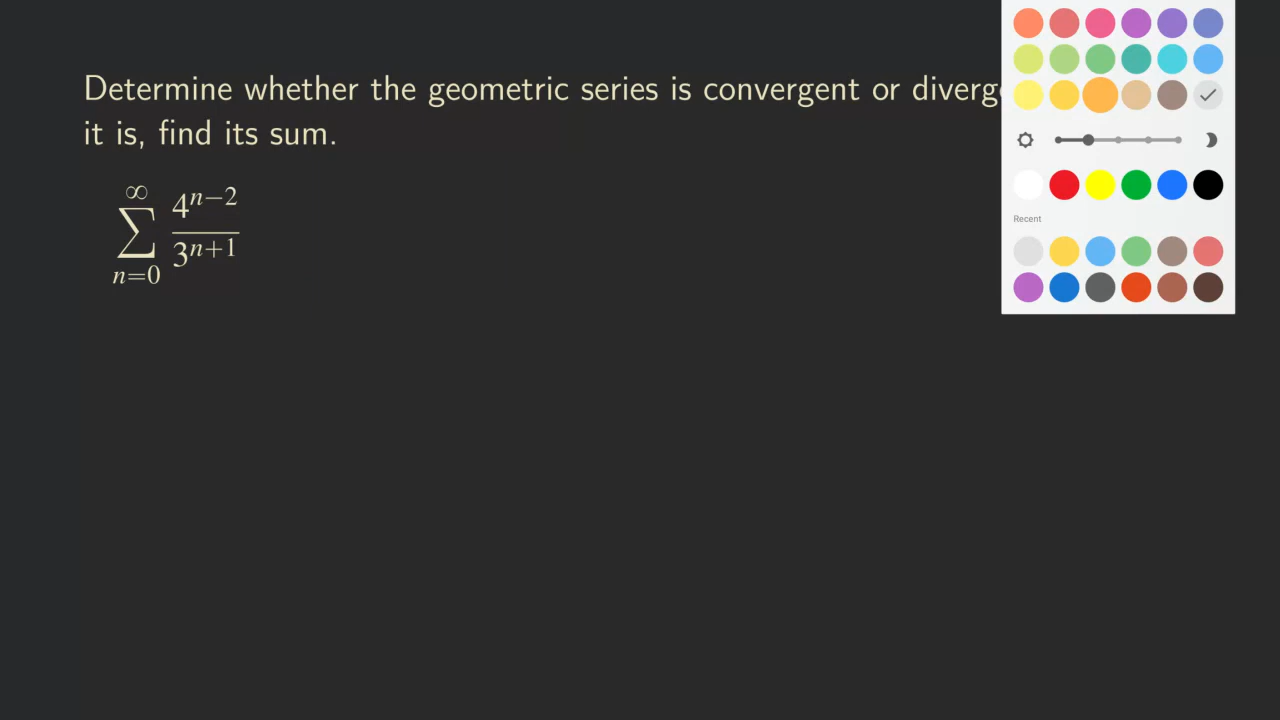 Determine whether the geometric series is convergent or
it is, find its sum.
∞
∑ 4^{n−2} / 3^{n+1}
n=0
Recent